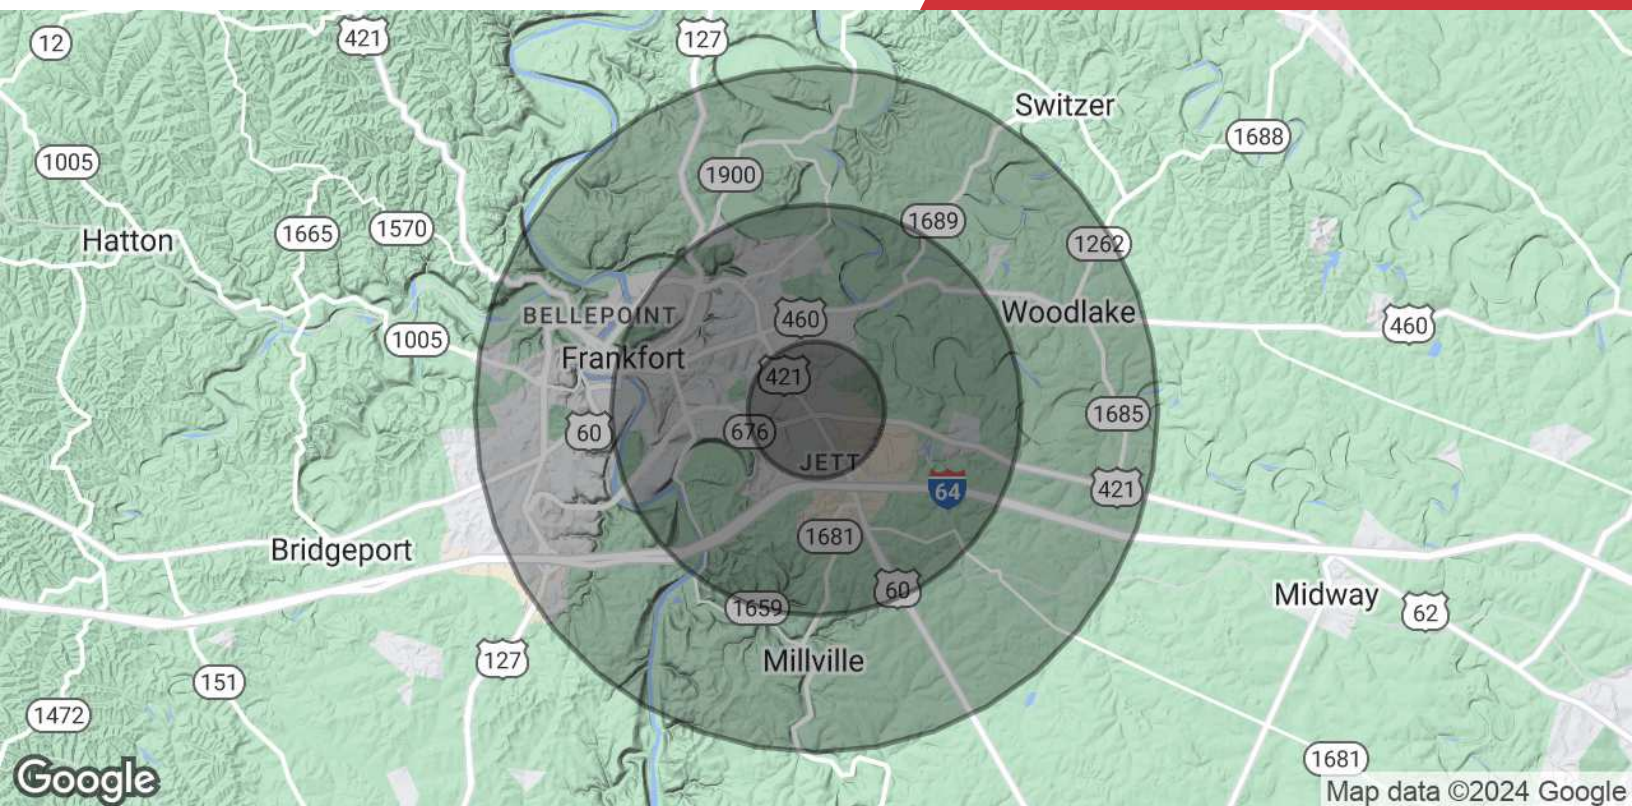 12
421
127
Switzer
1688
1005
1900
1665
1570
1689
Hatton
1262
BELLEPOINT
460
Woodlake
460
1005
Frankfort
421
60
676
1685
JETT
64
421
1681
Bridgeport
60
Midway
1659
62
127
Millville
151
1472
1681
Google
Map data ©2024 Google